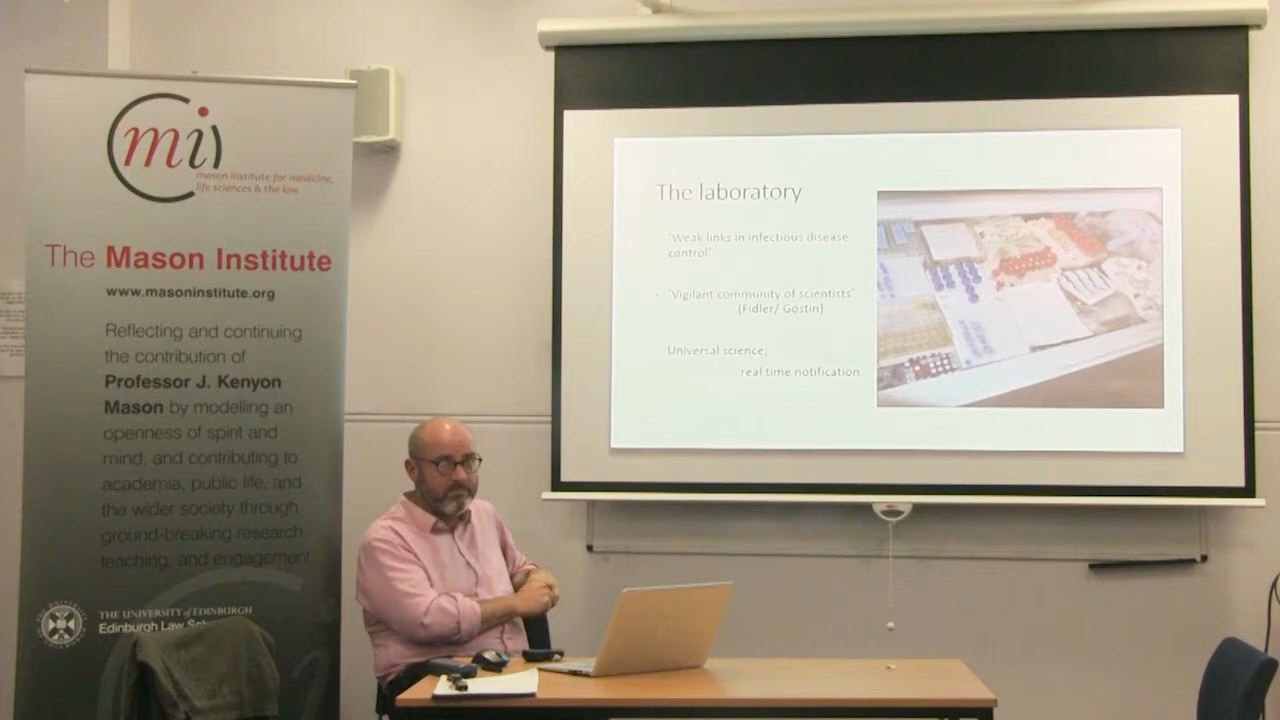 mi
mason institute for medicine,
life sciences & the law
The Mason Institute
www.masoninstitute.org
Reflecting and continuing
the contribution of
Professor J. Kenyon
Mason by modelling an
openness of spirit and
mind, and contributing to
academia, public life, and
the wider society through
ground-breaking research,
teaching, and engagement
THE UNIVERSITY of EDINBURGH
Edinburgh Law
The laboratory
'Weak links in infectious disease
control'
- 'Vigilant community of scientists'
(Fidler/ Gostin)
Universal science,
real time notification